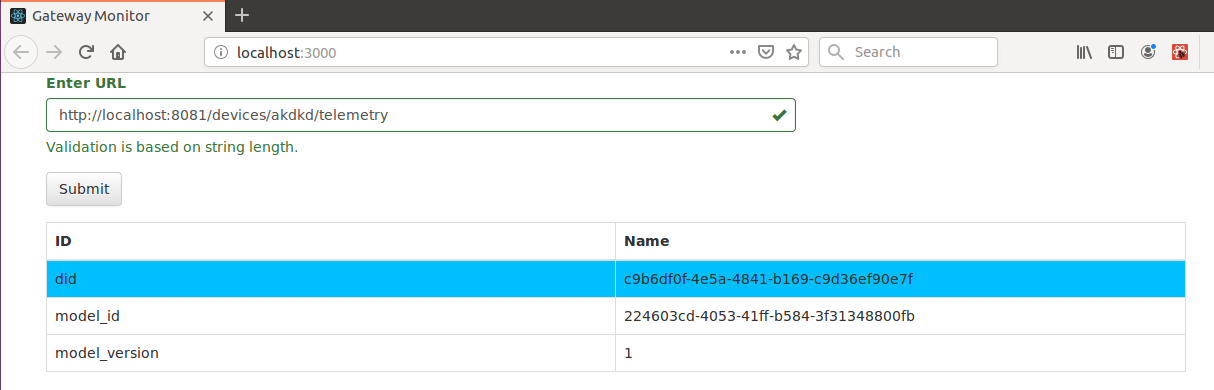 Gateway Monitor
localhost:3000
Search
Enter URL
http://localhost:8081/devices/akdkd/telemetry
Validation is based on string length.
Submit
ID Name
did c9b6df0f-4e5a-4841-b169-c9d36ef90e7f
model_id 224603cd-4053-41ff-b584-3f31348800fb
model_version 1